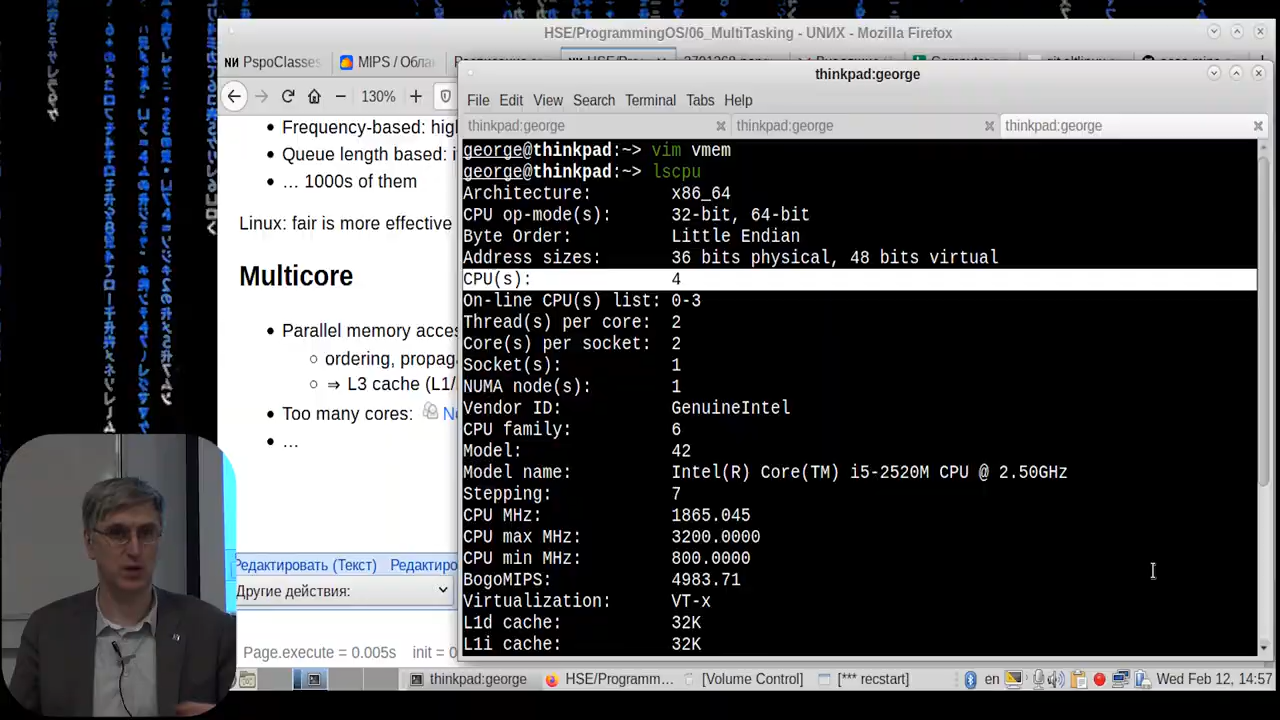 HSE/ProgrammingOS/06_MultiTasking - UNИX - Mozilla Firefox
PspoClasses
MIPS / Обла
130%
Frequency-based: high
Queue length based: i
… 1000s of them
Linux: fair is more effective
Multicore
Parallel memory acces
ordering, propaga
⇒ L3 cache (L1/
Too many cores:
…
Редактировать (Текст) Редактиро
Другие действия:
Page.execute = 0.005s init = 0
thinkpad:george
File Edit View Search Terminal Tabs Help
thinkpad:george thinkpad:george thinkpad:george
george@thinkpad:~> vim vmem
george@thinkpad:~> lscpu
Architecture: x86_64
CPU op-mode(s): 32-bit, 64-bit
Byte Order: Little Endian
Address sizes: 36 bits physical, 48 bits virtual
CPU(s): 4
On-line CPU(s) list: 0-3
Thread(s) per core: 2
Core(s) per socket: 2
Socket(s): 1
NUMA node(s): 1
Vendor ID: GenuineIntel
CPU family: 6
Model: 42
Model name: Intel(R) Core(TM) i5-2520M CPU @ 2.50GHz
Stepping: 7
CPU MHz: 1865.045
CPU max MHz: 3200.0000
CPU min MHz: 800.0000
BogoMIPS: 4983.71
Virtualization: VT-x
L1d cache: 32K
L1i cache: 32K
thinkpad:george HSE/Programm... [Volume Control] [*** recstart) en Wed Feb 12, 14:57